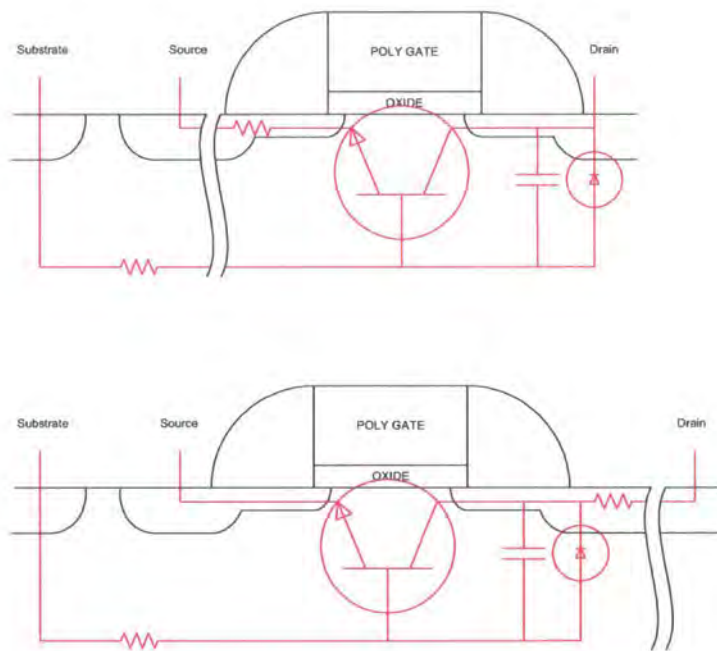 Substrate
Source
POLY GATE
Drain
OXIDE
Substrate
Source
POLY GATE
Drain
OXIDE